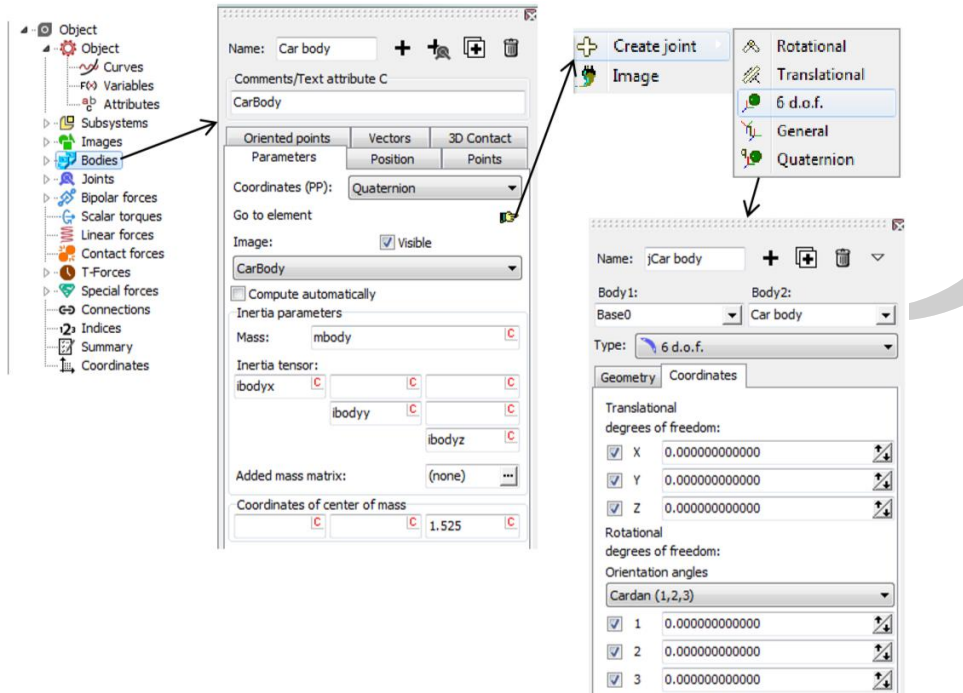 Object
Object
Curves
F(x) Variables
ab c Attributes
Subsystems
Images
Bodies
Joints
Bipolar forces
Scalar torques
Linear forces
Contact forces
T-Forces
Special forces
Connections
123 Indices
Summary
Coordinates
Name: Car body
Comments/Text attribute C
CarBody
Oriented points Vectors 3D Contact
Parameters Position Points
Coordinates (PP): Quaternion
Go to element
Image: Visible
CarBody
Compute automatically
Inertia parameters
Mass: mbody C
Inertia tensor:
ibodyx C C C
ibodyy C C
ibodyz C
Added mass matrix: (none) ...
Coordinates of center of mass
C C 1.525 C
Create joint
Image
Rotational
Translational
6 d.o.f.
General
Quaternion
Name: jCar body
Body1: Body2:
Base0 Car body
Type: 6 d.o.f.
Geometry Coordinates
Translational
degrees of freedom:
X 0.000000000000
Y 0.000000000000
Z 0.000000000000
Rotational
degrees of freedom:
Orientation angles
Cardan (1,2,3)
1 0.000000000000
2 0.000000000000
3 0.000000000000